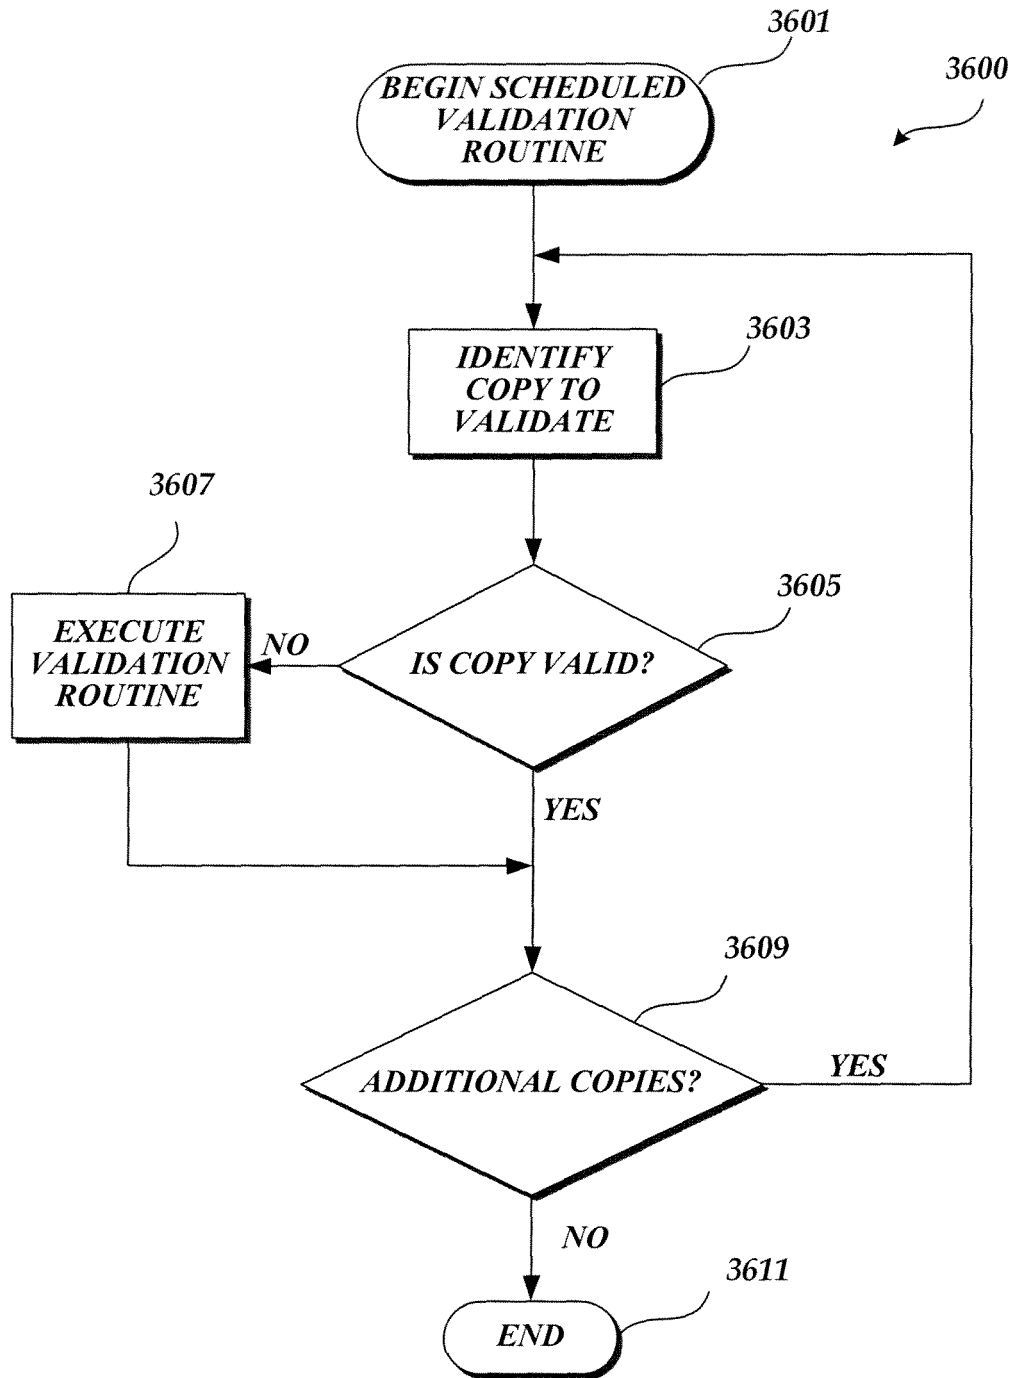 3601
3600
BEGIN SCHEDULED
VALIDATION
ROUTINE
3603
IDENTIFY
COPY TO
VALIDATE
3607
3605
EXECUTE
VALIDATION
ROUTINE
NO
IS COPY VALID?
YES
3609
ADDITIONAL COPIES?
YES
NO
3611
END